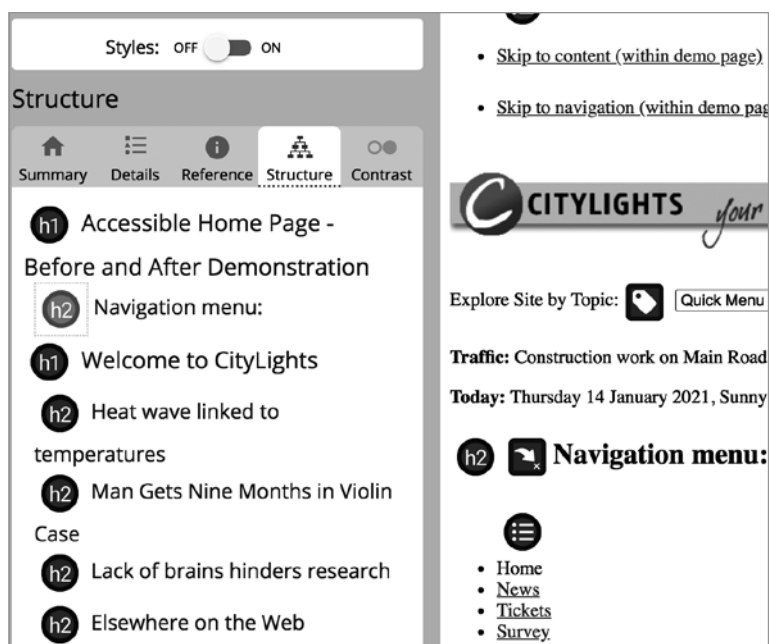 Styles: OFF ON
Structure
Summary Details Reference Structure Contrast
h1 Accessible Home Page -
Before and After Demonstration
h2 Navigation menu:
h1 Welcome to CityLights
h2 Heat wave linked to
temperatures
h2 Man Gets Nine Months in Violin
Case
h2 Lack of brains hinders research
h2 Elsewhere on the Web
Skip to content (within demo page)
Skip to navigation (within demo pag
CITYLIGHTS your
Explore Site by Topic: Quick Menu
Traffic: Construction work on Main Road
Today: Thursday 14 January 2021, Sunny
h2 Navigation menu:
Home
News
Tickets
Survey